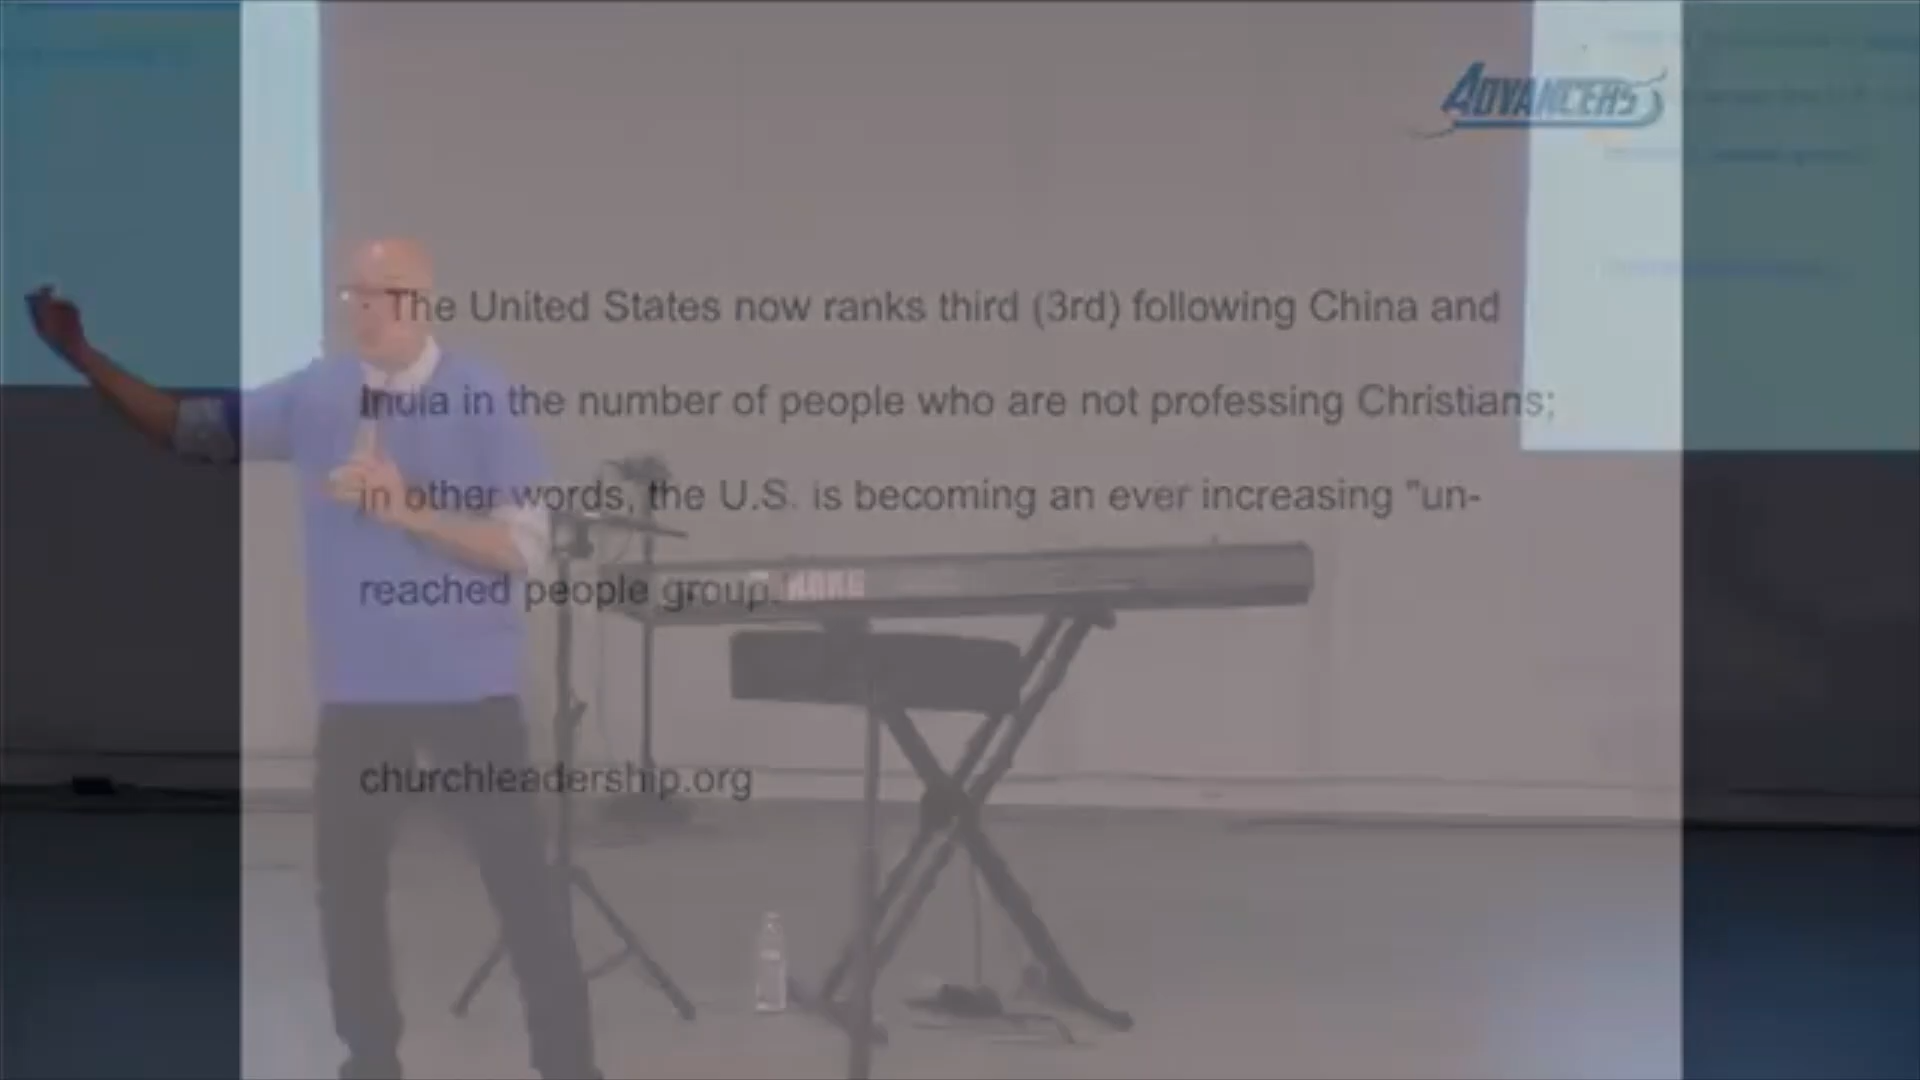 ADVANCERS
· The United States now ranks third (3rd) following China and
India in the number of people who are not professing Christians;
in other words, the U.S. is becoming an ever increasing "un-
reached people group.
KORG
churchleadership.org